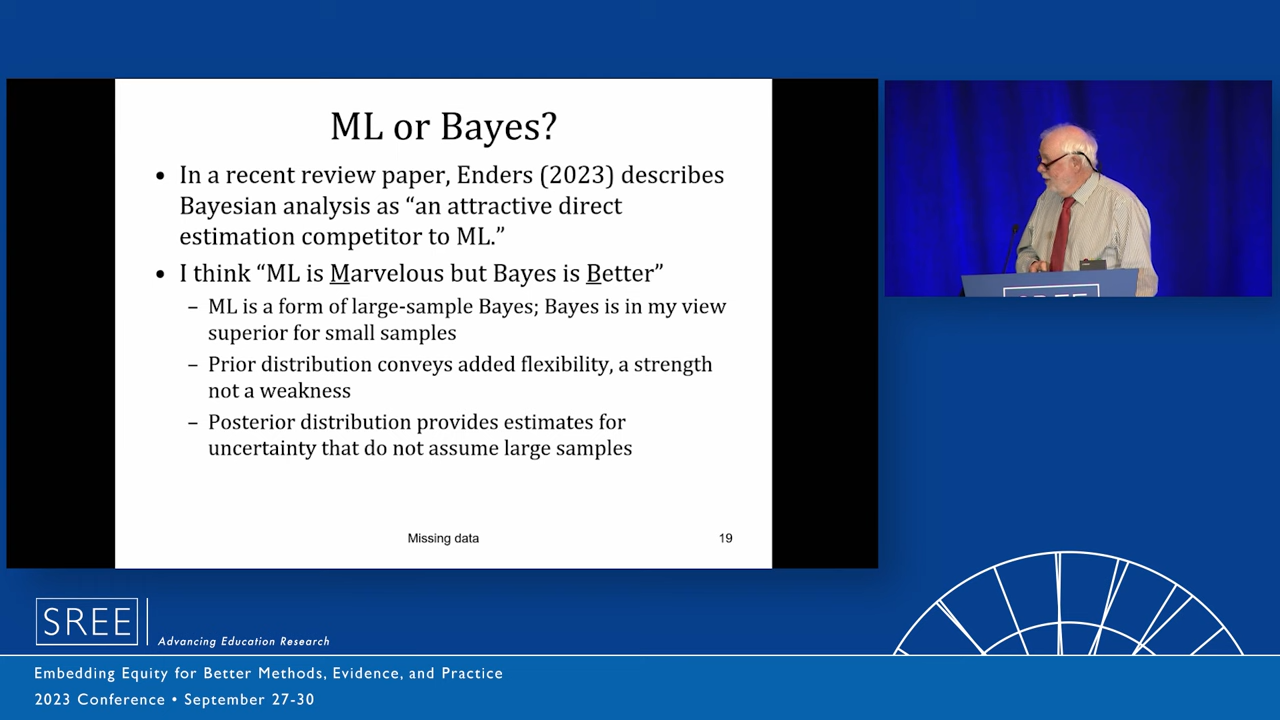 ML or Bayes?
• In a recent review paper, Enders (2023) describes
Bayesian analysis as “an attractive direct
estimation competitor to ML.”
• I think “ML is Marvelous but Bayes is Better”
– ML is a form of large-sample Bayes; Bayes is in my view
superior for small samples
– Prior distribution conveys added flexibility, a strength
not a weakness
– Posterior distribution provides estimates for
uncertainty that do not assume large samples
Missing data
19
SREE
SREE
Advancing Education Research
Embedding Equity for Better Methods, Evidence, and Practice
2023 Conference • September 27-30